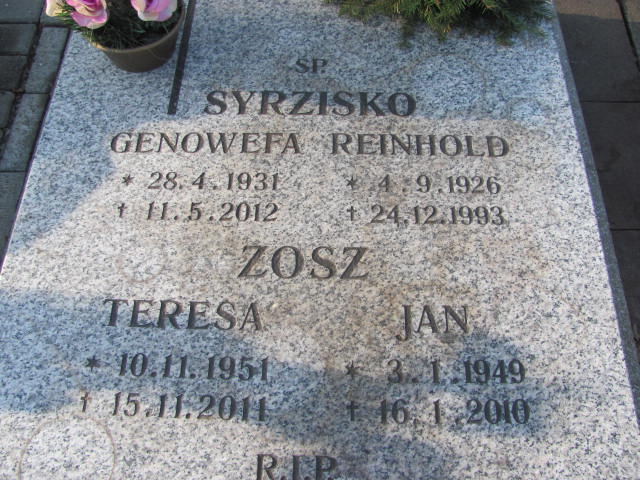 SP.
SYRZISKO
GENOWEFA REINHOLD
* 28.4.1931 * 4.9.1926
† 11.5.2012 † 24.12.1993
ZOSZ
TERESA JAN
* 10.11.1951 * 3.1.1949
† 15.11.2011 † 16.1.2010
R.I.P.